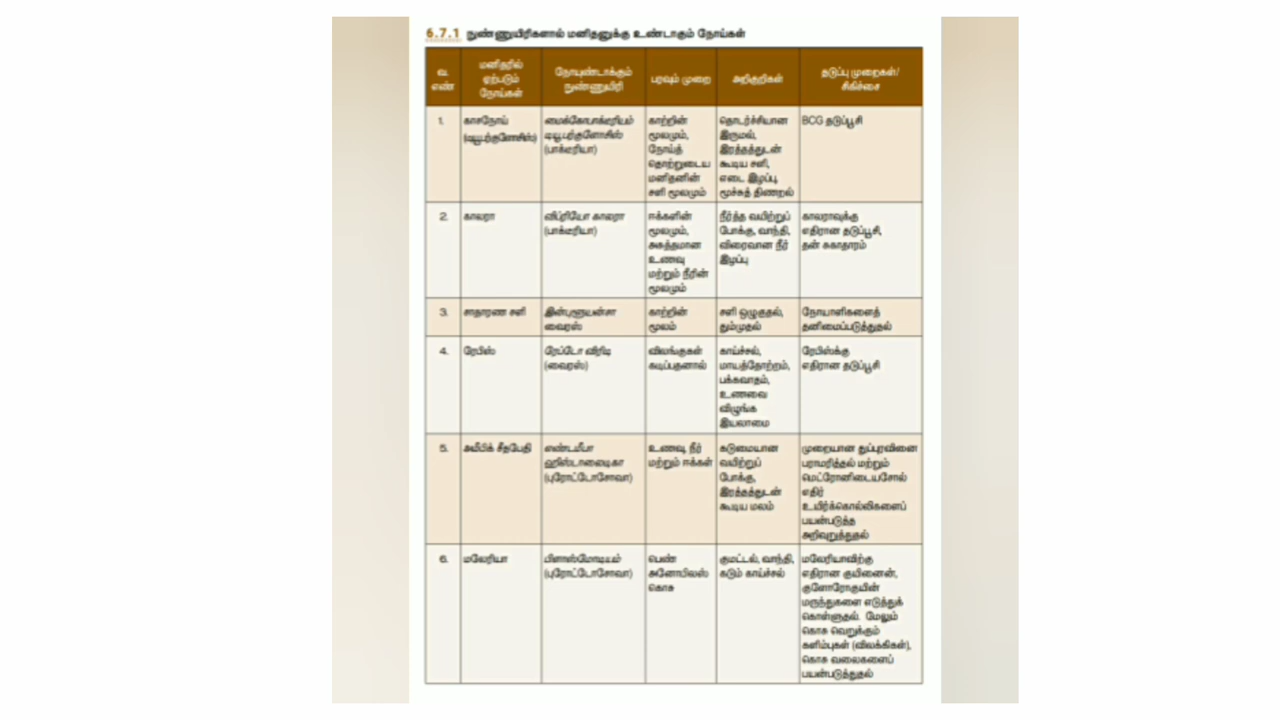 6.7.1 நுண்ணுயிரிகளால் மனிதனுக்கு உண்டாகும் நோய்கள்
வ.
எண்
மனிதரில்
ஏற்படும்
நோய்கள்
நோயுண்டாக்கும்
நுண்ணுயிரி
பரவும் முறை
அறிகுறிகள்
தடுப்பு முறைகள்/
சிகிச்சை
1.
காசநோய்
(டியூபர்குளோசிஸ்)
மைக்கோபாக்டீரியம்
டியூபர்குளோசிஸ்
(பாக்டீரியா)
காற்றின்
மூலமும்,
நோய்த்
தொற்றுடைய
மனிதனின்
சளி மூலமும்
தொடர்ச்சியான
இருமல்,
இரத்தத்துடன்
கூடிய சளி,
எடை இழப்பு,
மூச்சுத் திணறல்
BCG தடுப்பூசி
2.
காலரா
விப்ரியோ காலரா
(பாக்டீரியா)
ஈக்களின்
மூலமும்,
அசுத்தமான
உணவு
மற்றும் நீரின்
மூலமும்
நீர்த்த வயிற்றுப்
போக்கு, வாந்தி,
விரைவான நீர்
இழப்பு
காலராவுக்கு
எதிரான தடுப்பூசி,
தன் சுகாதாரம்
3.
சாதாரண சளி
இன்புளூயன்சா
வைரஸ்
காற்றின்
மூலம்
சளி ஒழுகுதல்,
தும்முதல்
நோயாளிகளைத்
தனிமைப்படுத்துதல்
4.
ரேபிஸ்
ரேப்டோ விரிடி
(வைரஸ்)
விலங்குகள்
கடிப்பதனால்
காய்ச்சல்,
மாயத்தோற்றம்,
பக்கவாதம்,
உணவை
விழுங்க
இயலாமை
ரேபிஸ்க்கு
எதிரான தடுப்பூசி
5.
அமீபிக் சீதபேதி
எண்டமீபா
ஹிஸ்டாலைடிகா
(புரோட்டோசோவா)
உணவு, நீர்
மற்றும் ஈக்கள்
கடுமையான
வயிற்றுப்
போக்கு,
இரத்தத்துடன்
கூடிய மலம்
முறையான துப்புரவினை
பராமரித்தல் மற்றும்
மெட்ரோனிடையசோல்
எதிர்
உயிர்க்கொல்லிகளைப்
பயன்படுத்த
அறிவுறுத்துதல்
6.
மலேரியா
பிளாஸ்மோடியம்
(புரோட்டோசோவா)
பெண்
அனோபிலஸ்
கொசு
குமட்டல், வாந்தி,
கடும் காய்ச்சல்
மலேரியாவிற்கு
எதிரான குயினைன்,
குளோரோகுயின்
மருந்துகளை எடுத்துக்
கொள்ளுதல். மேலும்
கொசு வெறுக்கும்
களிம்புகள் (விலக்கிகள்),
கொசு வலைகளைப்
பயன்படுத்துதல்